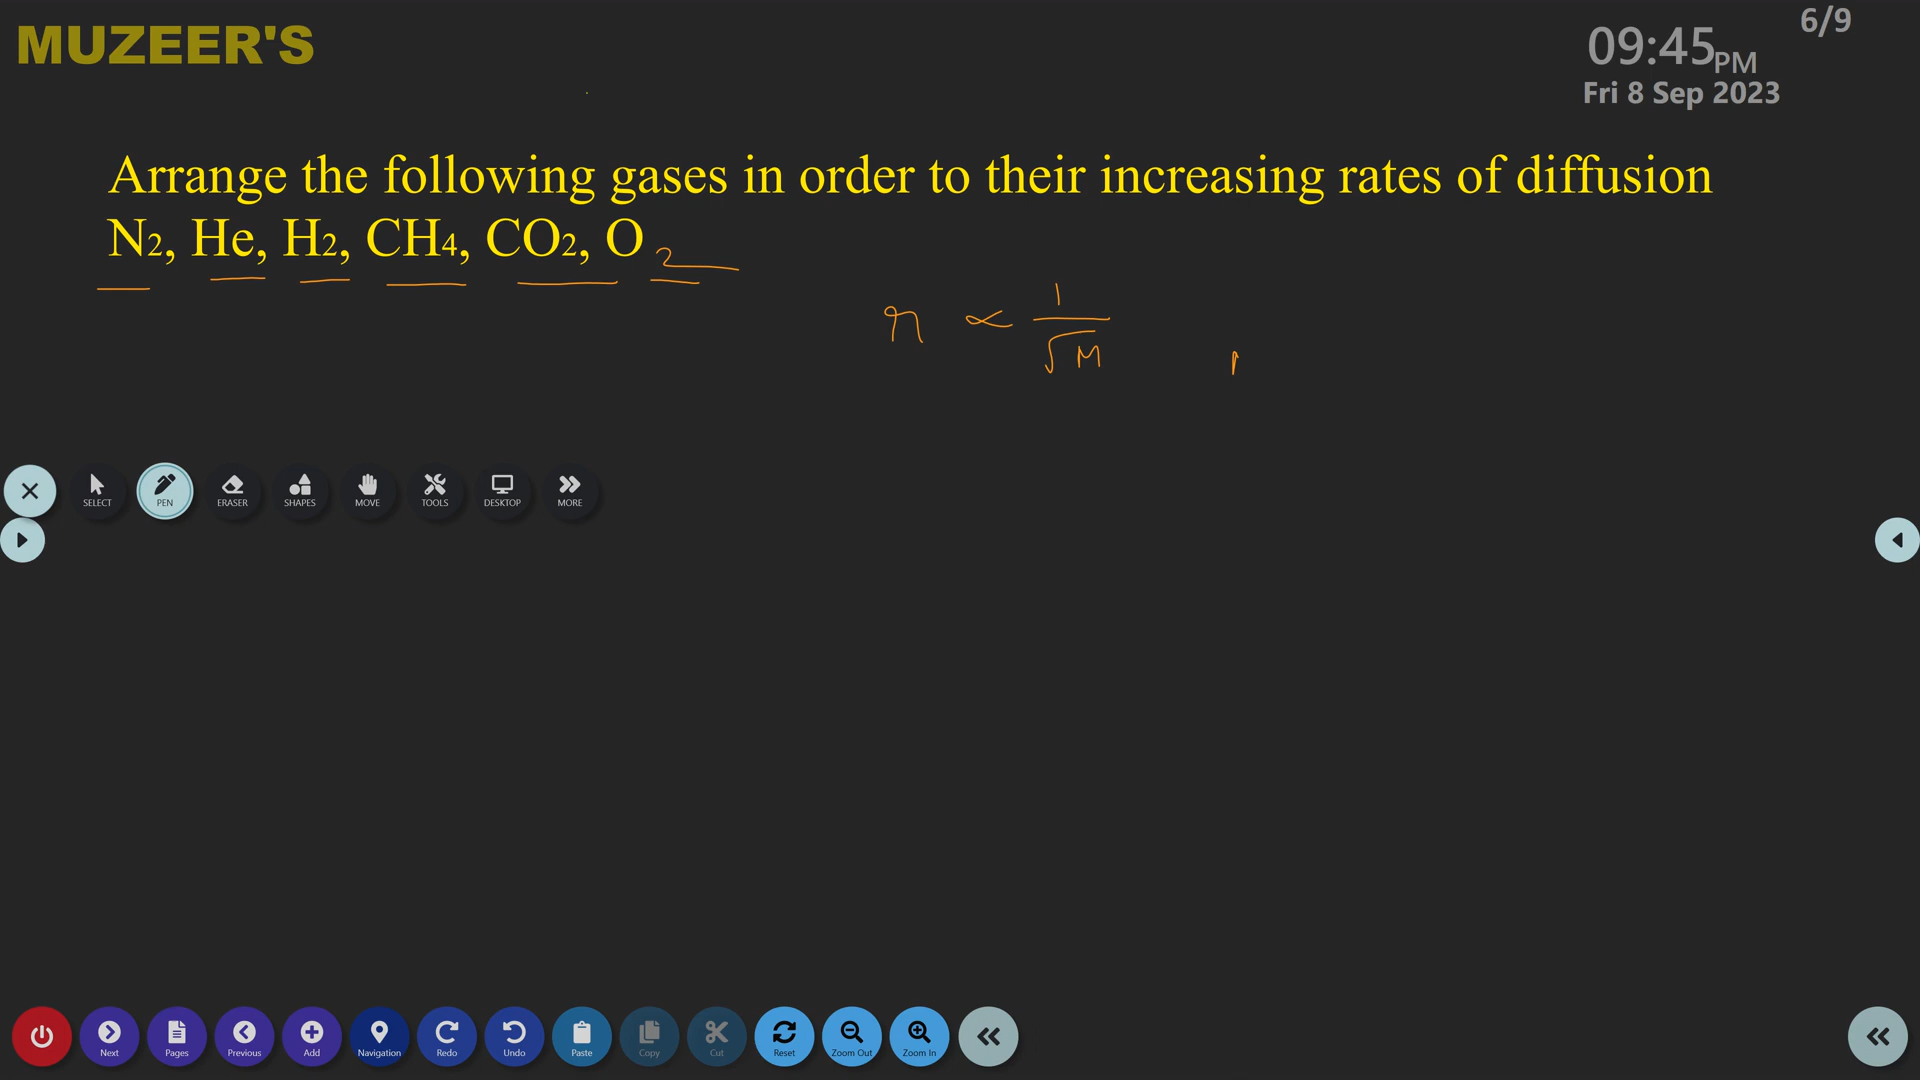 MUZEER'S
6/9
09:45PM
Fri 8 Sep 2023
Arrange the following gases in order to their increasing rates of diffusion
N2, He, H2, CH4, CO2, O 2
r ∝ 1/√M
SELECT PEN ERASER SHAPES MOVE TOOLS DESKTOP MORE
Next Pages Previous Add Navigation Redo Undo Paste Copy Cut Reset Zoom Out Zoom In